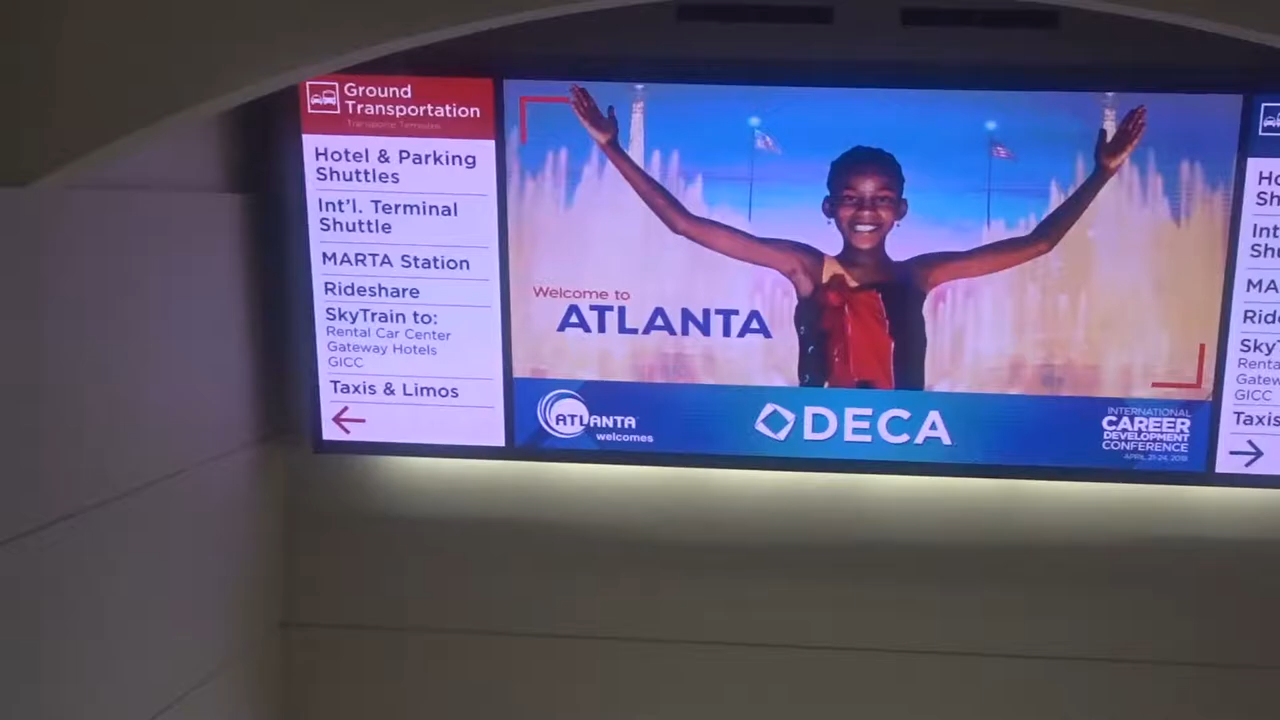 Ground
Transportation
Hotel & Parking
Shuttles
Int'l. Terminal
Shuttle
MARTA Station
Rideshare
SkyTrain to:
Rental Car Center
Gateway Hotels
GICC
Taxis & Limos
Welcome to
ATLANTA
ATLANTA
welcomes
DECA
INTERNATIONAL
CAREER
DEVELOPMENT
CONFERENCE